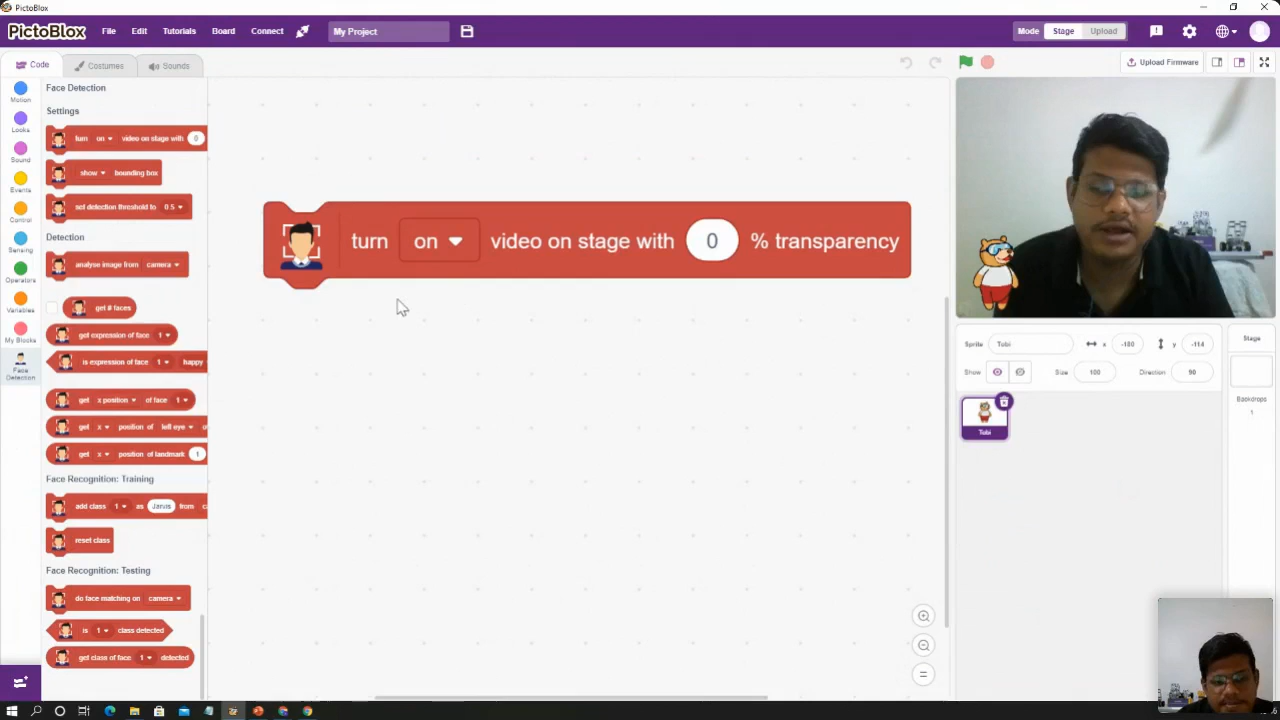 PictoBlox
PictoBlox File Edit Tutorials Board Connect My Project Mode Stage Upload
Code Costumes Sounds Upload Firmware
Motion
Looks
Sound
Events
Control
Sensing
Operators
Variables
My Blocks
Face
Detection
Face Detection
Settings
turn on video on stage with 0
show bounding box
set detection threshold to 0.5
Detection
analyse image from camera
get # faces
get expression of face 1
is expression of face 1 happy
get x position of face 1
get x position of left eye
get x position of landmark 1
Face Recognition: Training
add class 1 as Jarvis from
reset class
Face Recognition: Testing
do face matching on camera
is 1 class detected
get class of face 1 detected
turn on video on stage with 0 % transparency
Sprite Tobi x -180 y -114
Show Size 100 Direction 90
Tobi
Stage
Backdrops
1